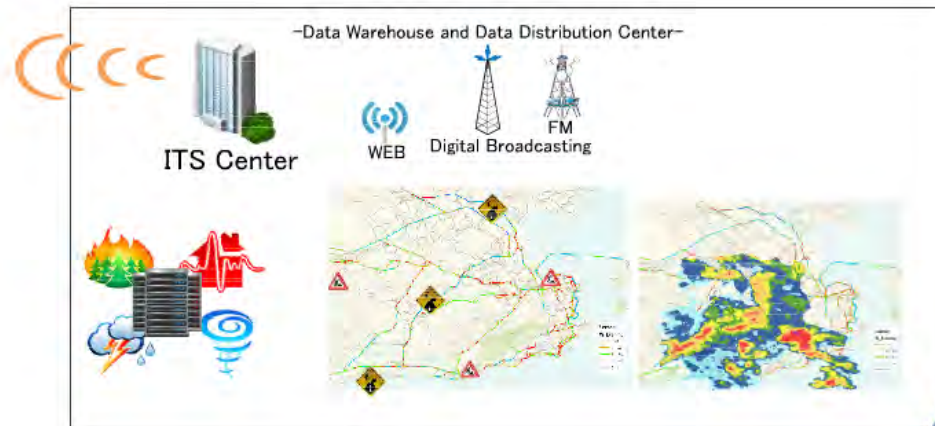 -Data Warehouse and Data Distribution Center-
ITS Center
WEB
Digital Broadcasting
FM